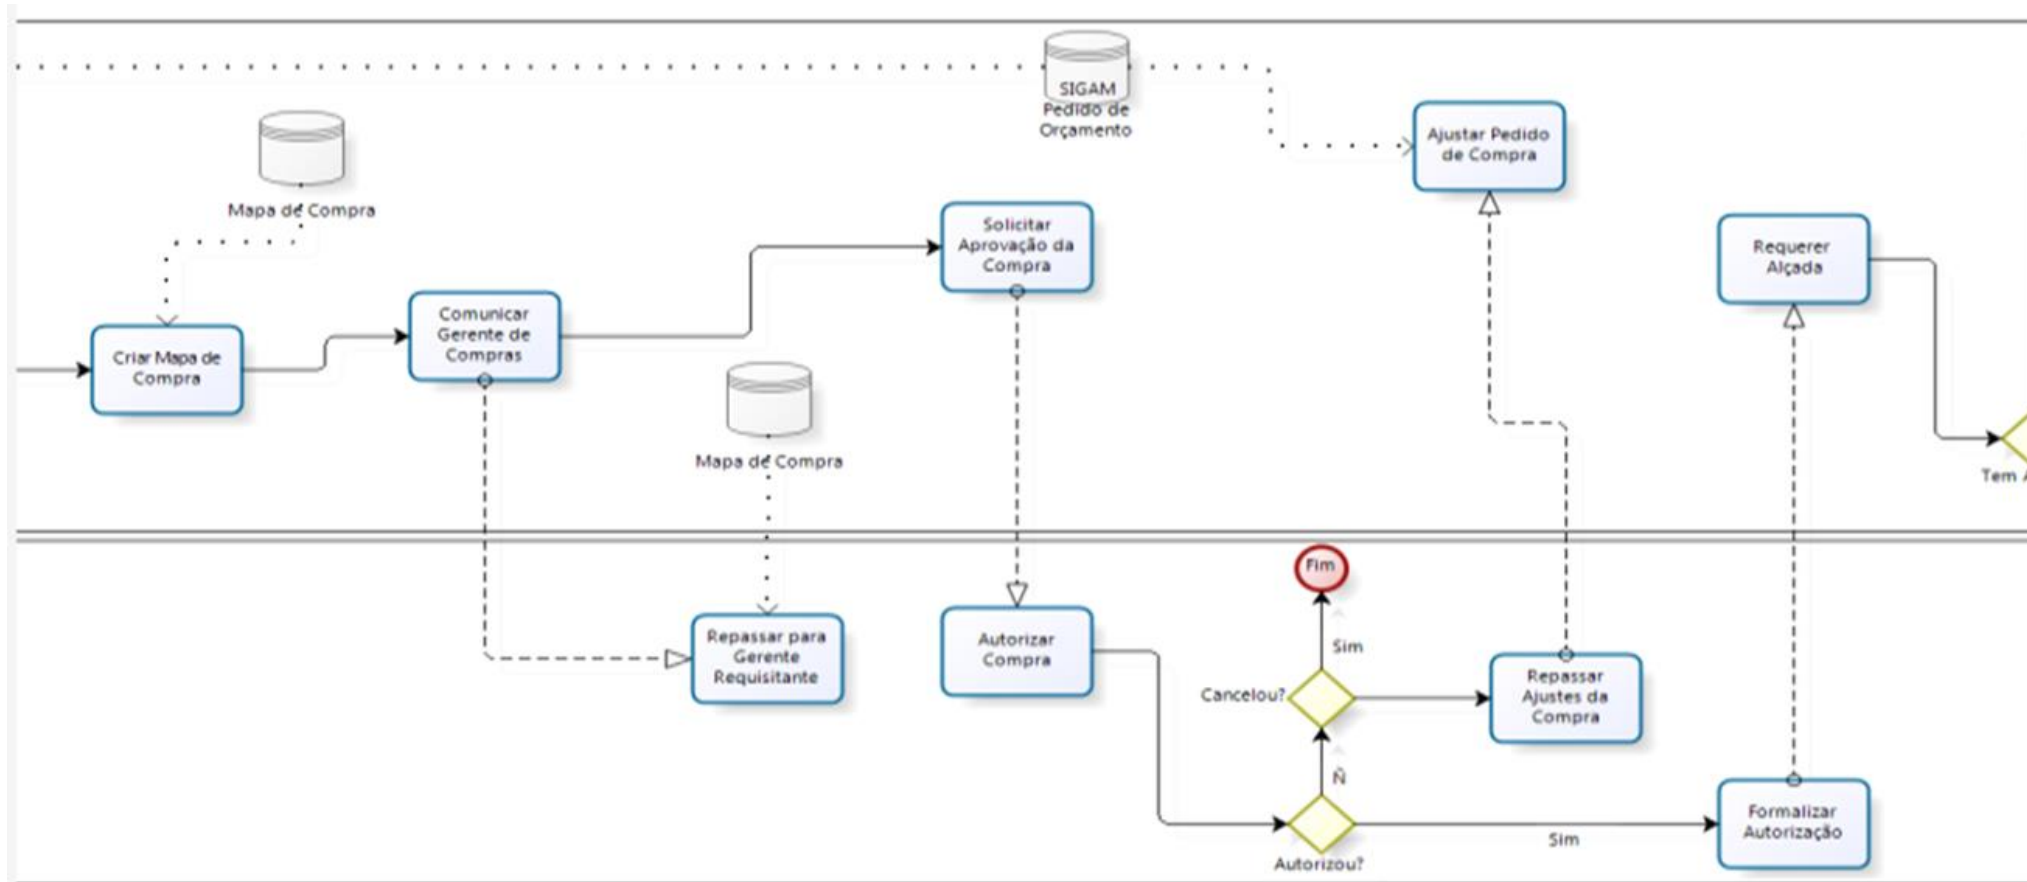 SIGAM
Pedido de
Orçamento
Ajustar Pedido
de Compra
Mapa de Compra
Solicitar
Aprovação da
Compra
Requerer
Alçada
Comunicar
Gerente de
Compras
Criar Mapa de
Compra
Mapa de Compra
Tem
Fim
Repassar para
Gerente
Requisitante
Autorizar
Compra
Sim
Cancelou?
Repassar
Ajustes da
Compra
Ñ
Formalizar
Autorização
Sim
Autorizou?